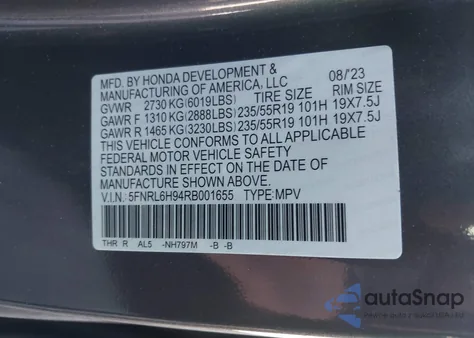 MFD. BY HONDA DEVELOPMENT &
MANUFACTURING OF AMERICA, LLC 08/'23
GVWR 2730 KG(6019LBS) TIRE SIZE RIM SIZE
GAWR F 1310 KG(2888LBS) 235/55R19 101H 19X7.5J
GAWR R 1465 KG(3230LBS) 235/55R19 101H 19X7.5J
THIS VEHICLE CONFORMS TO ALL APPLICABLE
FEDERAL MOTOR VEHICLE SAFETY
STANDARDS IN EFFECT ON THE DATE OF
MANUFACTURE SHOWN ABOVE.
V.I.N. 5FNRL6H94RB001655 TYPE:MPV
THR R AL5 -NH797M -B -B
autoSnap